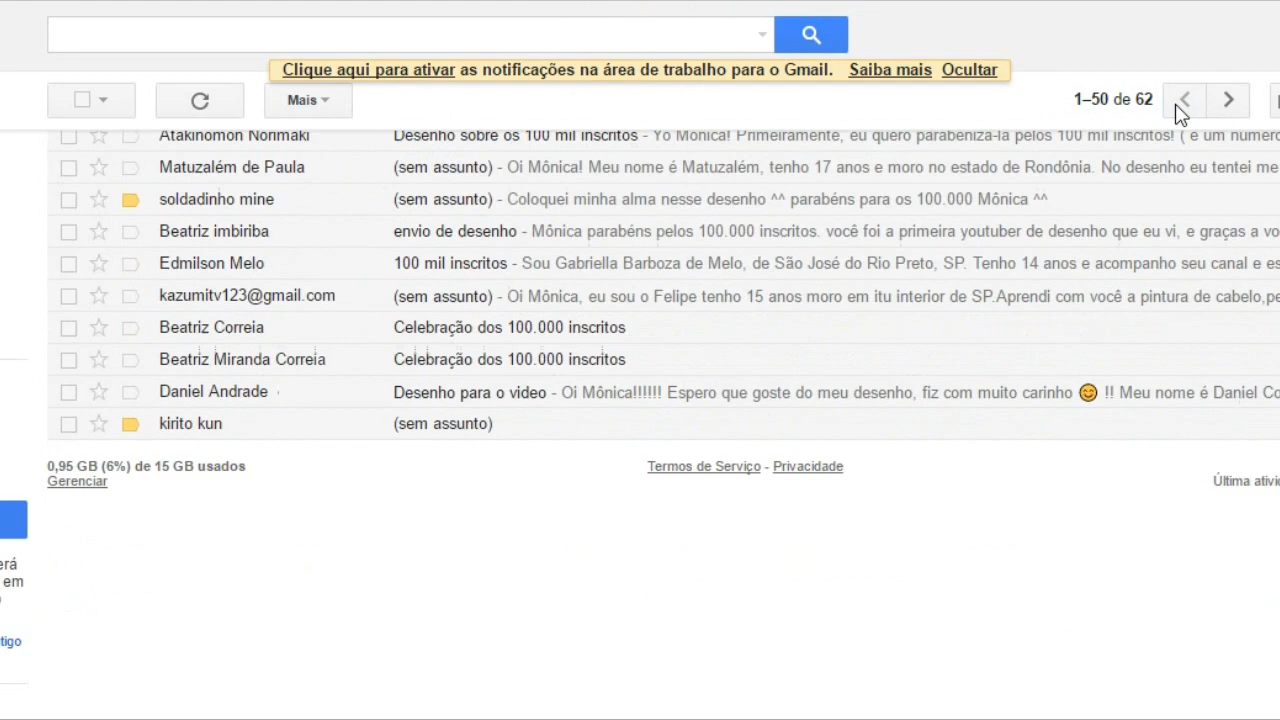 Clique aqui para ativar as notificações na área de trabalho para o Gmail. Saiba mais Ocultar
Mais
1–50 de 62
Atakinomon Norimaki Desenho sobre os 100 mil inscritos - Yo Mônica! Primeiramente, eu quero parabenizá-la pelos 100 mil inscritos! ( é um número
Matuzalém de Paula (sem assunto) - Oi Mônica! Meu nome é Matuzalém, tenho 17 anos e moro no estado de Rondônia. No desenho eu tentei me
soldadinho mine (sem assunto) - Coloquei minha alma nesse desenho ^^ parabéns para os 100.000 Mônica ^^
Beatriz imbiriba envio de desenho - Mônica parabéns pelos 100.000 inscritos. você foi a primeira youtuber de desenho que eu vi, e graças a vo
Edmilson Melo 100 mil inscritos - Sou Gabriella Barboza de Melo, de São José do Rio Preto, SP. Tenho 14 anos e acompanho seu canal e es
kazumitv123@gmail.com (sem assunto) - Oi Mônica, eu sou o Felipe tenho 15 anos moro em itu interior de SP.Aprendi com você a pintura de cabelo,pe
Beatriz Correia Celebração dos 100.000 inscritos
Beatriz Miranda Correia Celebração dos 100.000 inscritos
Daniel Andrade Desenho para o video - Oi Mônica!!!!!! Espero que goste do meu desenho, fiz com muito carinho 😊 !! Meu nome é Daniel Co
kirito kun (sem assunto)
0,95 GB (6%) de 15 GB usados
Gerenciar
Termos de Serviço - Privacidade
Última ativi
erá
em
tigo